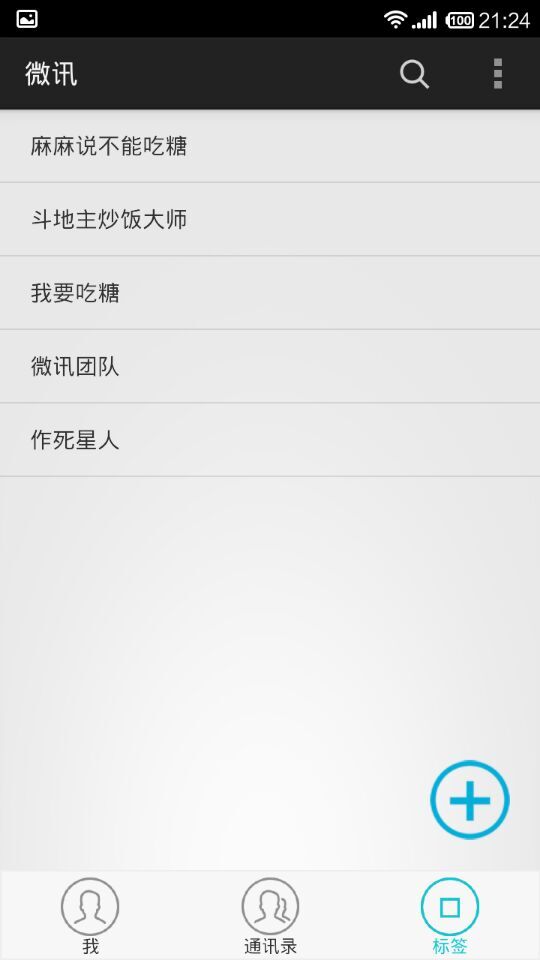 100 21:24
微讯
麻麻说不能吃糖
斗地主炒饭大师
我要吃糖
微讯团队
作死星人
我 通讯录 标签